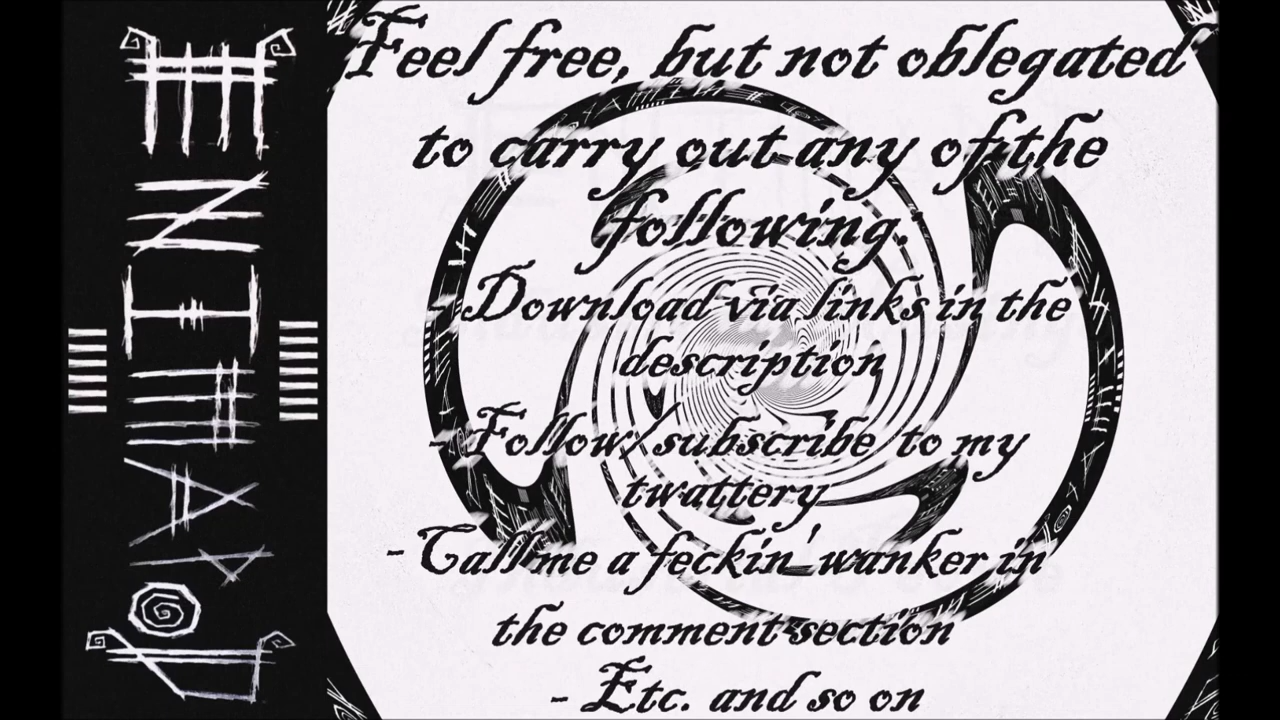 Feel free, but not oblegated
to carry out any of the
following.
- Download via links in the
description
- Follow/subscribe to my
twattery
- Call me a feckin' wanker in
the comment section
- Etc. and so on